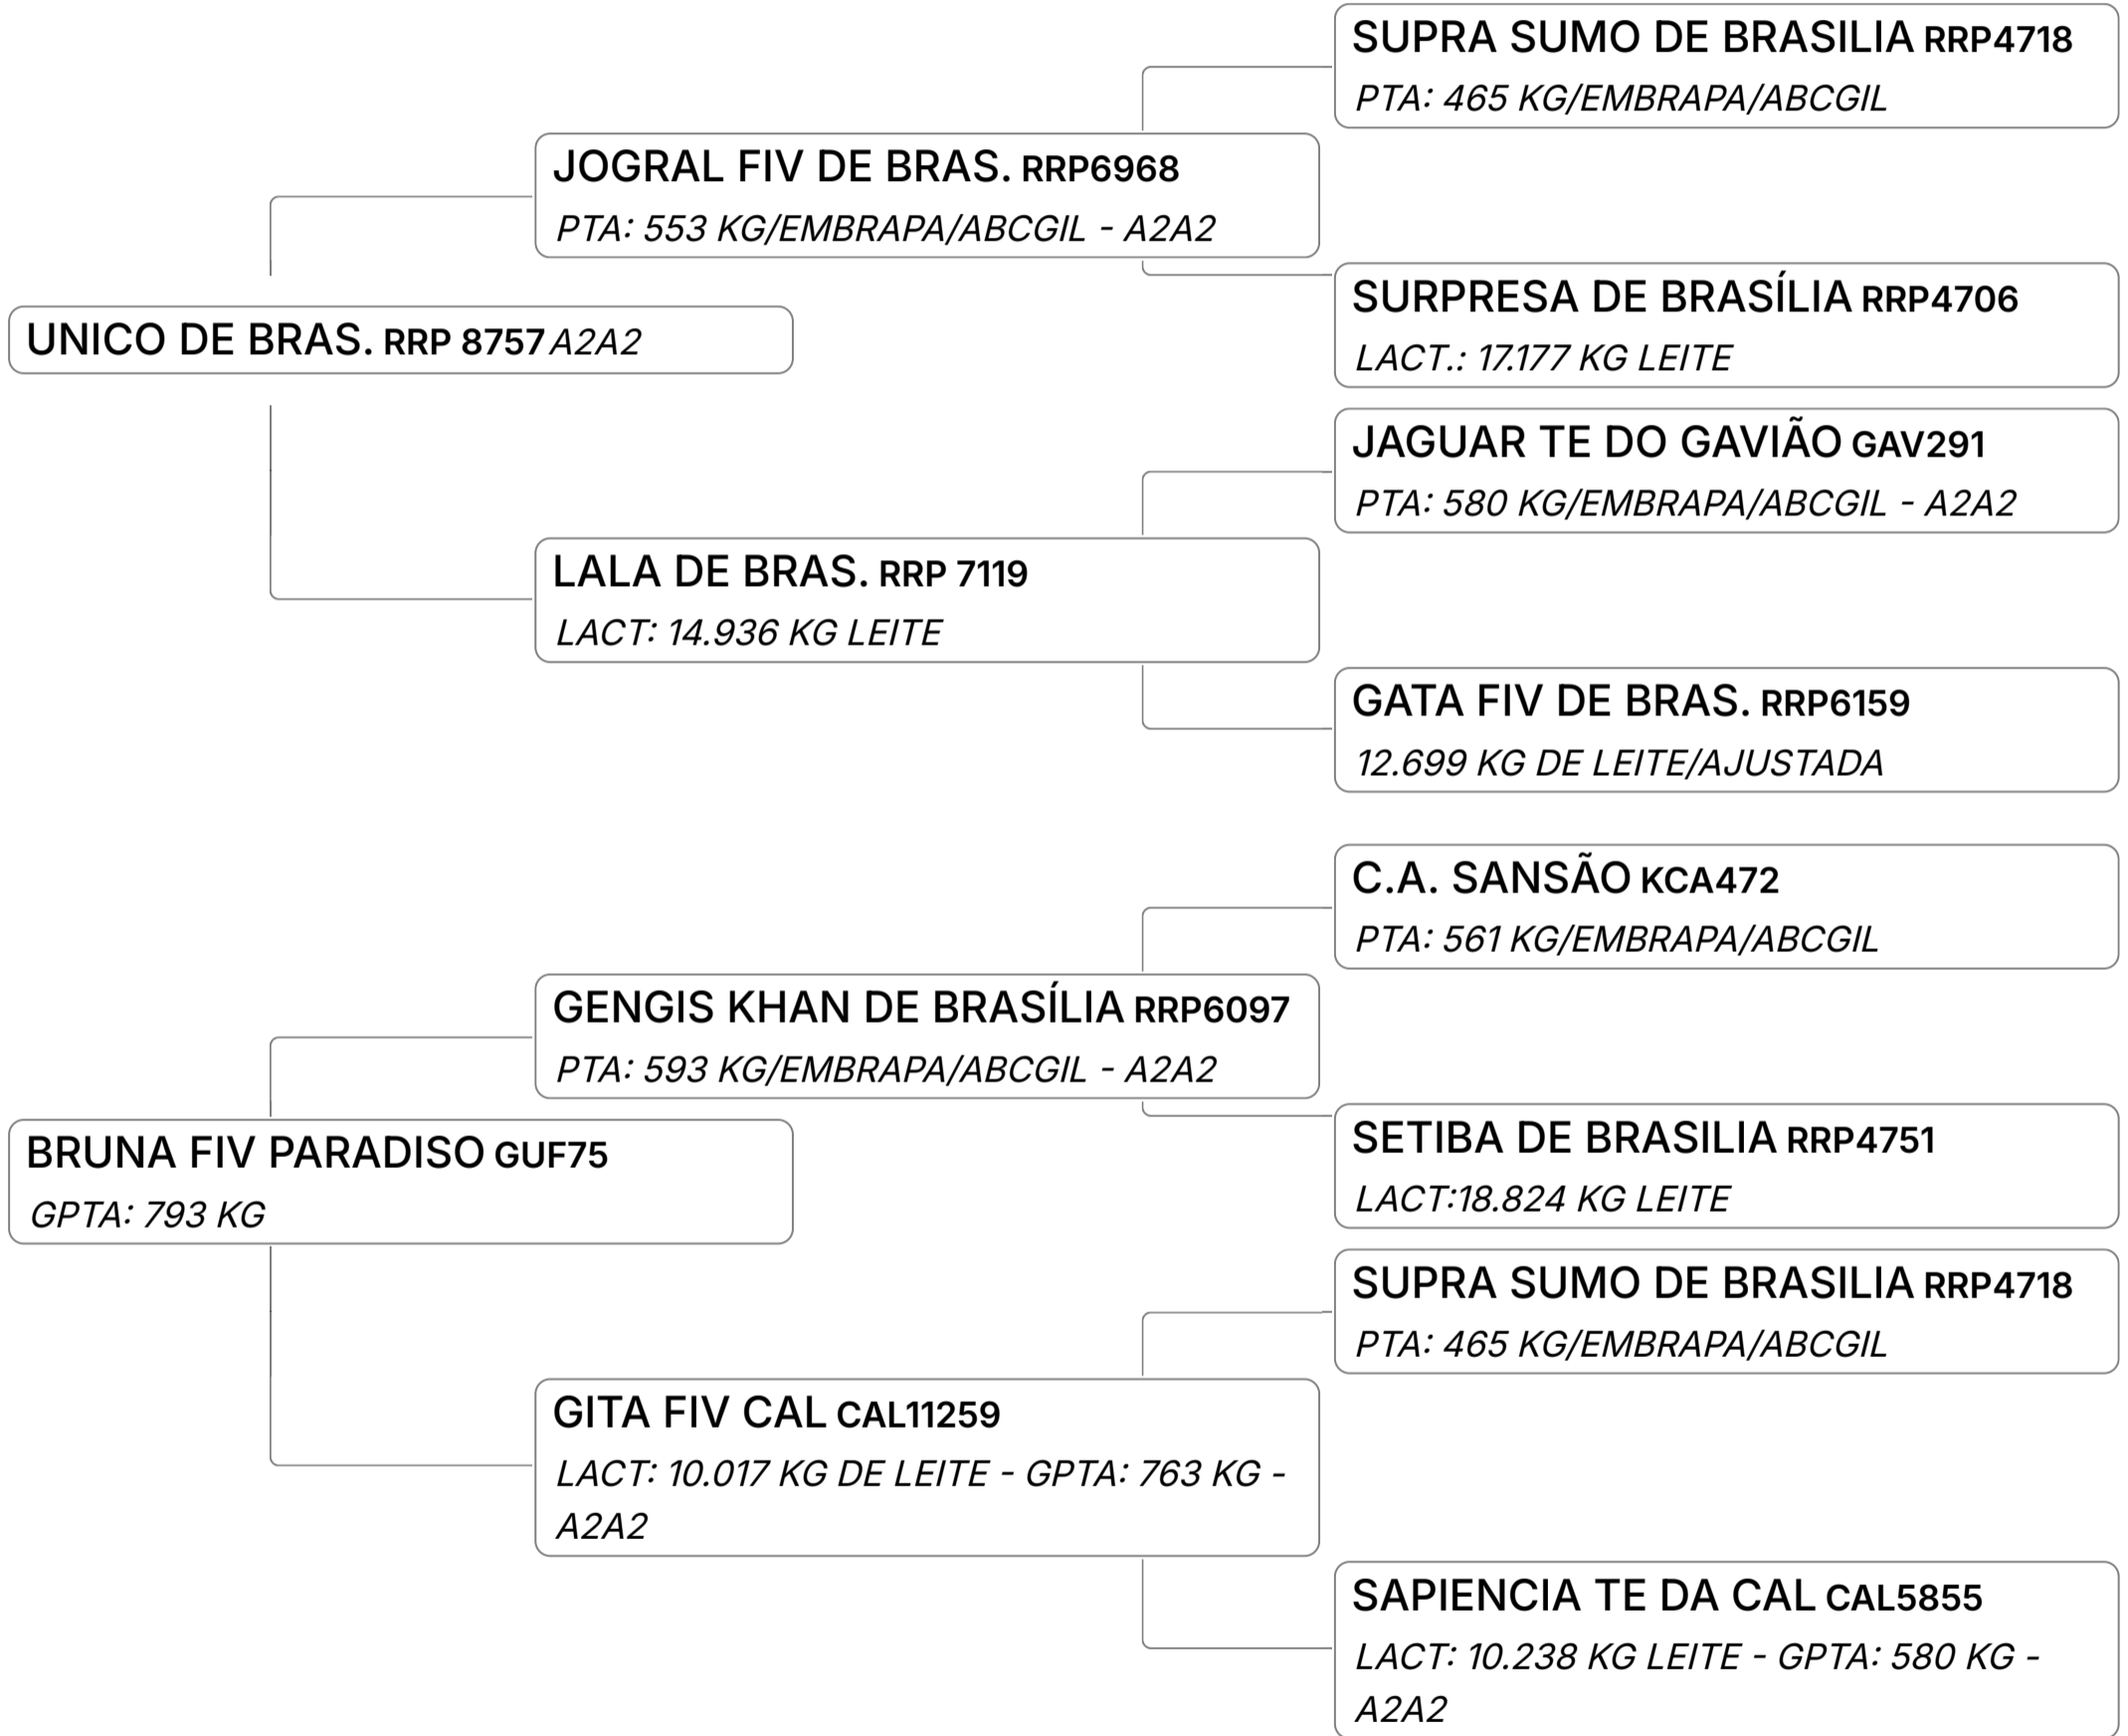 SUPRA SUMO DE BRASILIA RRP4718
PTA: 465 KG/EMBRAPA/ABCGIL
JOGRAL FIV DE BRAS. RRP6968
PTA: 553 KG/EMBRAPA/ABCGIL - A2A2
SURPRESA DE BRASÍLIA RRP4706
LACT.: 17.177 KG LEITE
UNICO DE BRAS. RRP 8757 A2A2
JAGUAR TE DO GAVIÃO GAV291
PTA: 580 KG/EMBRAPA/ABCGIL - A2A2
LALA DE BRAS. RRP 7119
LACT: 14.936 KG LEITE
GATA FIV DE BRAS. RRP6159
12.699 KG DE LEITE/AJUSTADA
C.A. SANSÃO KCA472
PTA: 561 KG/EMBRAPA/ABCGIL
GENGIS KHAN DE BRASÍLIA RRP6097
PTA: 593 KG/EMBRAPA/ABCGIL - A2A2
SETIBA DE BRASILIA RRP4751
LACT:18.824 KG LEITE
BRUNA FIV PARADISO GUF75
GPTA: 793 KG
SUPRA SUMO DE BRASILIA RRP4718
PTA: 465 KG/EMBRAPA/ABCGIL
GITA FIV CAL CAL11259
LACT: 10.017 KG DE LEITE - GPTA: 763 KG -
A2A2
SAPIENCIA TE DA CAL CAL5855
LACT: 10.238 KG LEITE - GPTA: 580 KG -
A2A2